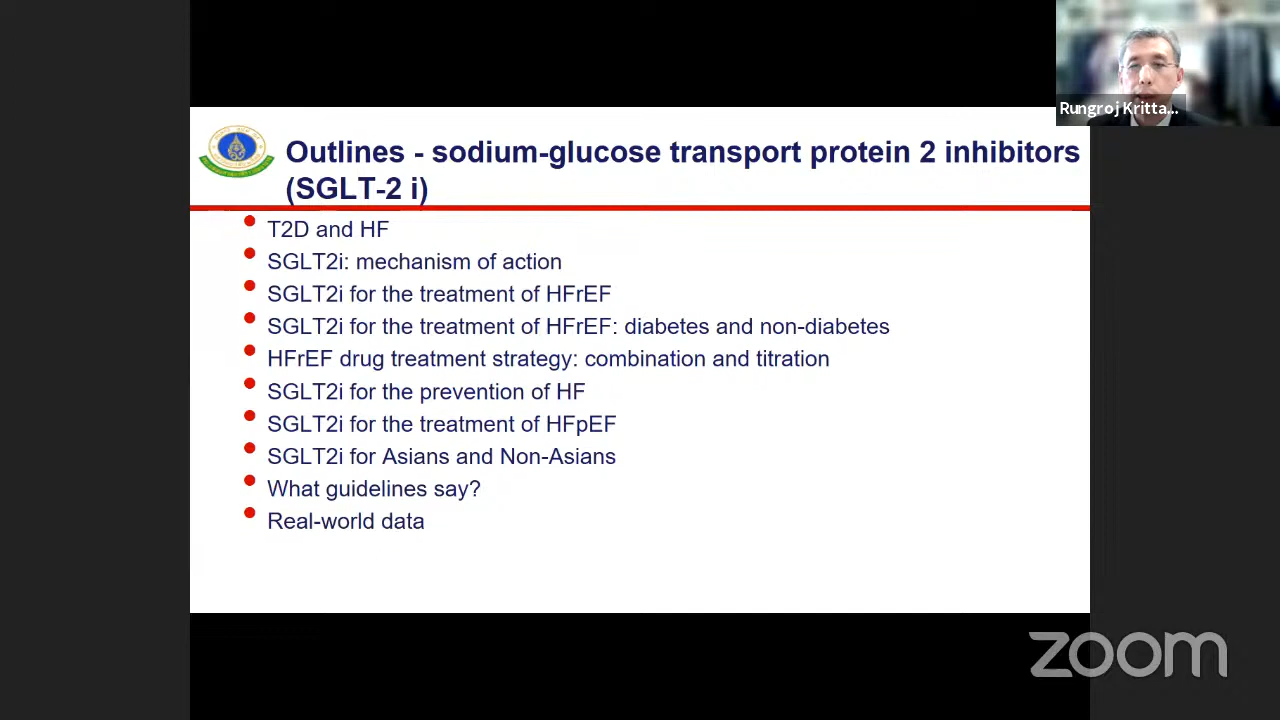 Rungroj Kritta...
Outlines - sodium-glucose transport protein 2 inhibitors
(SGLT-2 i)
T2D and HF
SGLT2i: mechanism of action
SGLT2i for the treatment of HFrEF
SGLT2i for the treatment of HFrEF: diabetes and non-diabetes
HFrEF drug treatment strategy: combination and titration
SGLT2i for the prevention of HF
SGLT2i for the treatment of HFpEF
SGLT2i for Asians and Non-Asians
What guidelines say?
Real-world data
zoom